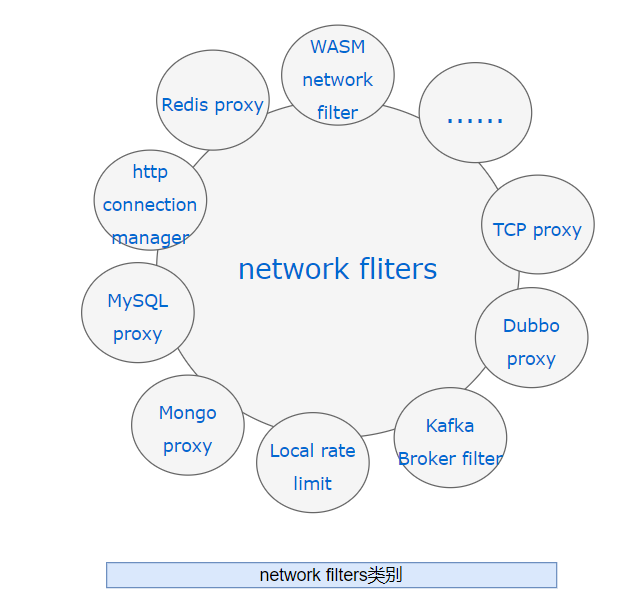 WASM
network
filter
......
TCP proxy
Dubbo
proxy
Kafka
Broker filter
Local rate
limit
Mongo
proxy
MySQL
proxy
http
connection
manager
Redis proxy
network fliters
network filters类别